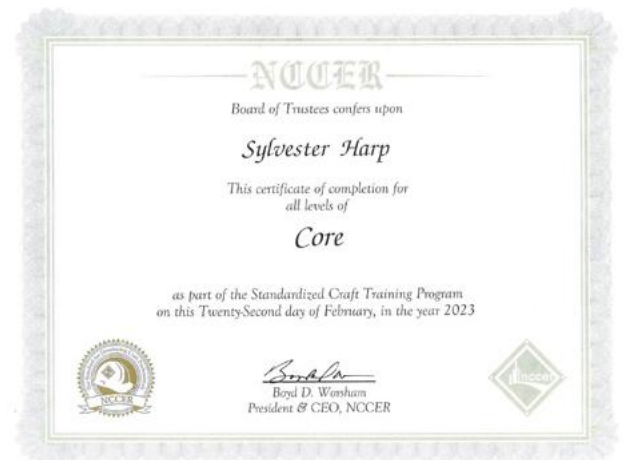 NCCER
Board of Trustees confers upon
Sylvester Harp
This certificate of completion for
all levels of
Core
as part of the Standardized Craft Training Program
on this Twenty-Second day of February, in the year 2023
Boyd D. Worsham
President & CEO, NCCER
NCCER
nccer